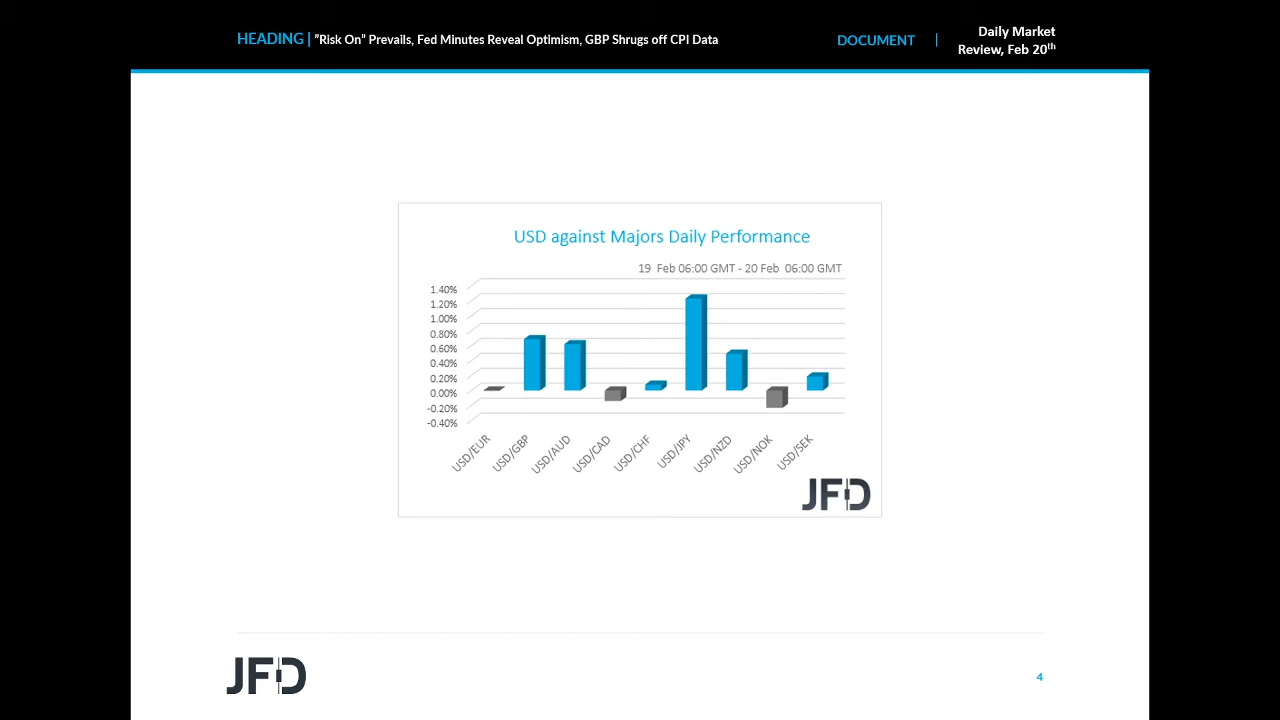 HEADING | ”Risk On” Prevails, Fed Minutes Reveal Optimism, GBP Shrugs off CPI Data
DOCUMENT |
Daily Market
Review, Feb 20th
USD against Majors Daily Performance
19 Feb 06:00 GMT - 20 Feb 06:00 GMT
1.40%
1.20%
1.00%
0.80%
0.60%
0.40%
0.20%
0.00%
-0.20%
-0.40%
USD/EUR
USD/GBP
USD/AUD
USD/CAD
USD/CHF
USD/JPY
USD/NZD
USD/NOK
USD/SEK
JFD
JFD
4